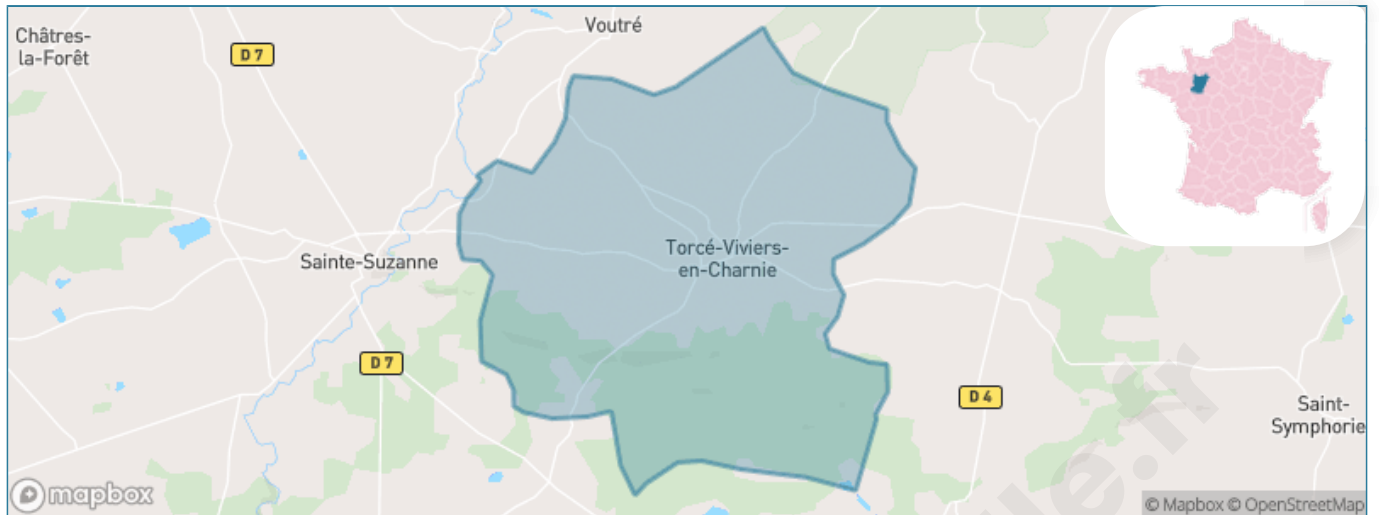 Châtres-
la-Forêt
D 7
Voutré
Sainte-Suzanne
Torcé-Viviers-
en-Charnie
D 7
D 4
Saint-
Symphorie
mapbox
© Mapbox © OpenStreetMap